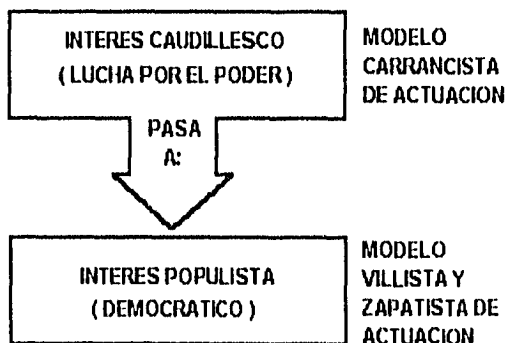 INTERES CAUDILLESCO
( LUCHA POR EL PODER )
MODELO
CARRANCISTA
DE ACTUACION
PASA
A:
INTERES POPULISTA
( DEMOCRATICO )
MODELO
VILLISTA Y
ZAPATISTA DE
ACTUACION